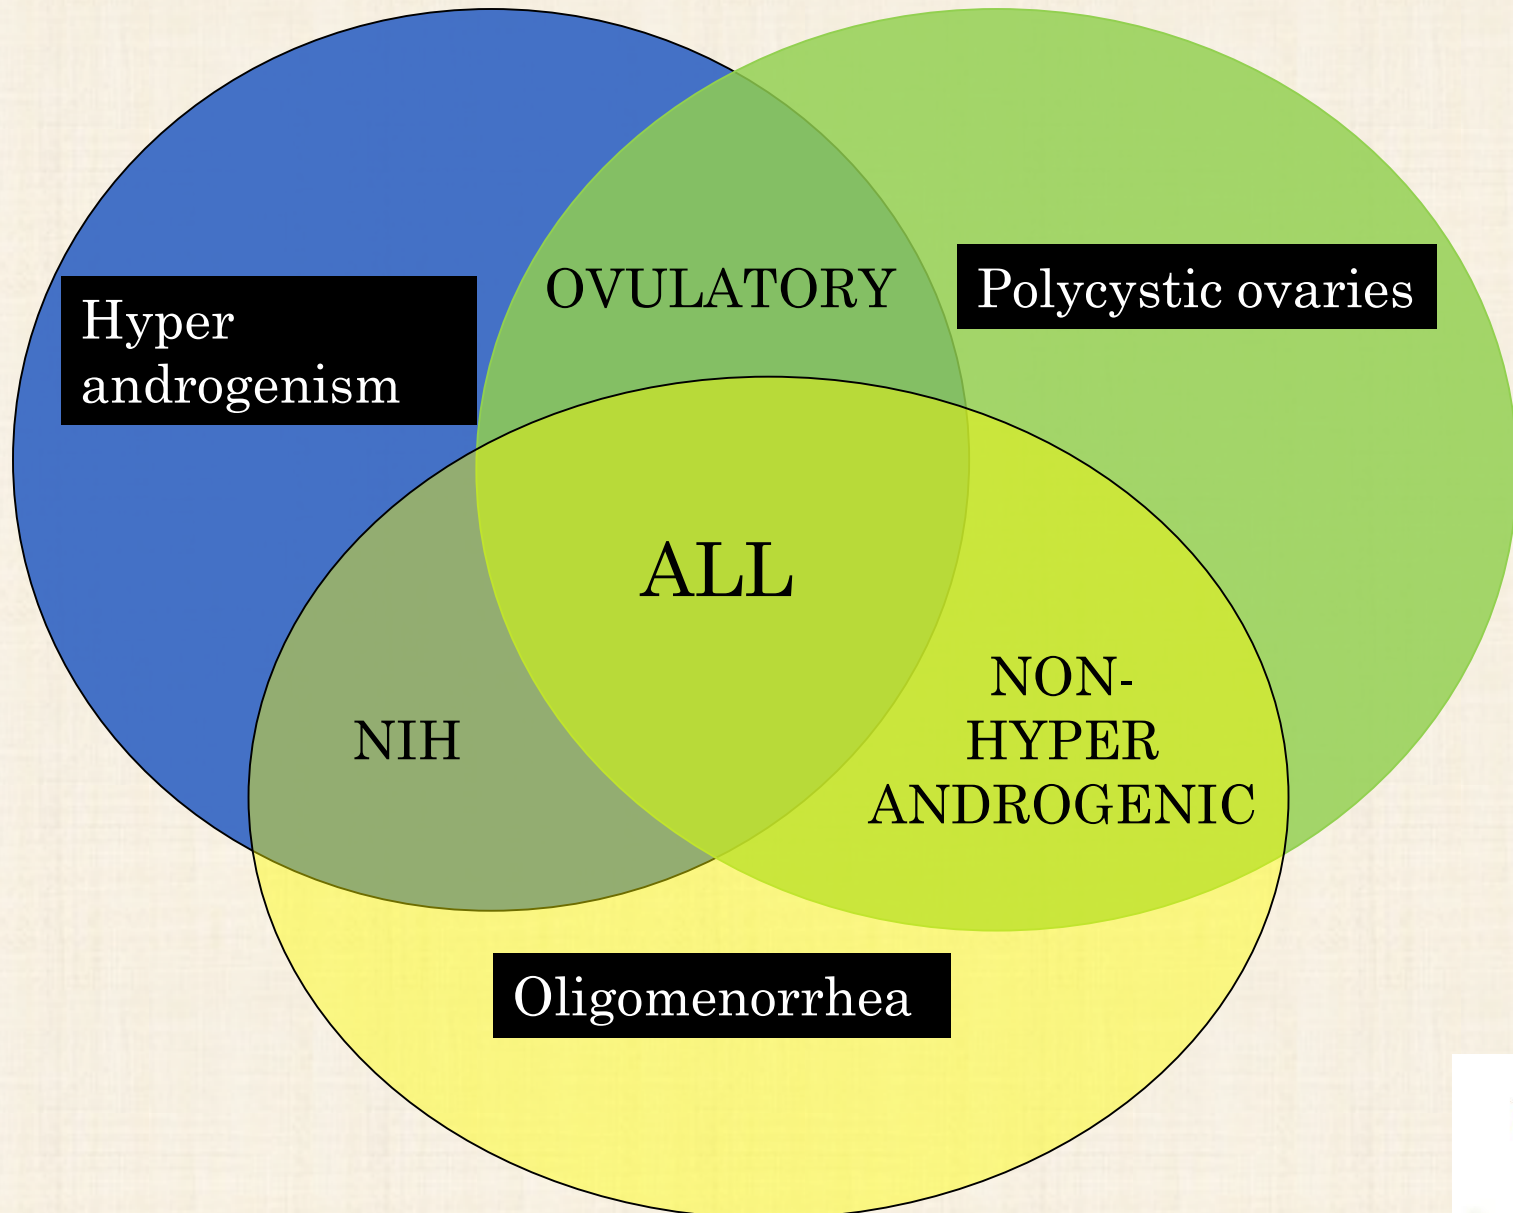 OVULATORY
Polycystic ovaries
Hyper
androgenism
ALL
NON-
HYPER
ANDROGENIC
NIH
Oligomenorrhea